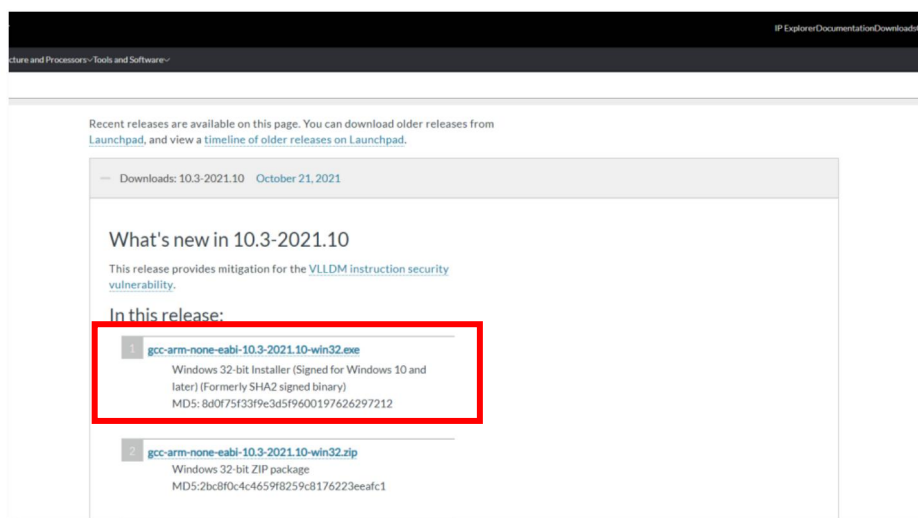 IP ExplorerDocumentationDownloads
cture and Processors Tools and Software
Recent releases are available on this page. You can download older releases from
Launchpad, and view a timeline of older releases on Launchpad.
Downloads: 10.3-2021.10 October 21, 2021
What's new in 10.3-2021.10
This release provides mitigation for the VLLDM instruction security
vulnerability.
In this release:
1 gcc-arm-none-eabi-10.3-2021.10-win32.exe
Windows 32-bit Installer (Signed for Windows 10 and
later) (Formerly SHA2 signed binary)
MD5: 8d0f75f33f9e3d5f9600197626297212
2 gcc-arm-none-eabi-10.3-2021.10-win32.zip
Windows 32-bit ZIP package
MD5:2bc8f0c4c4659f8259c8176223eeafc1